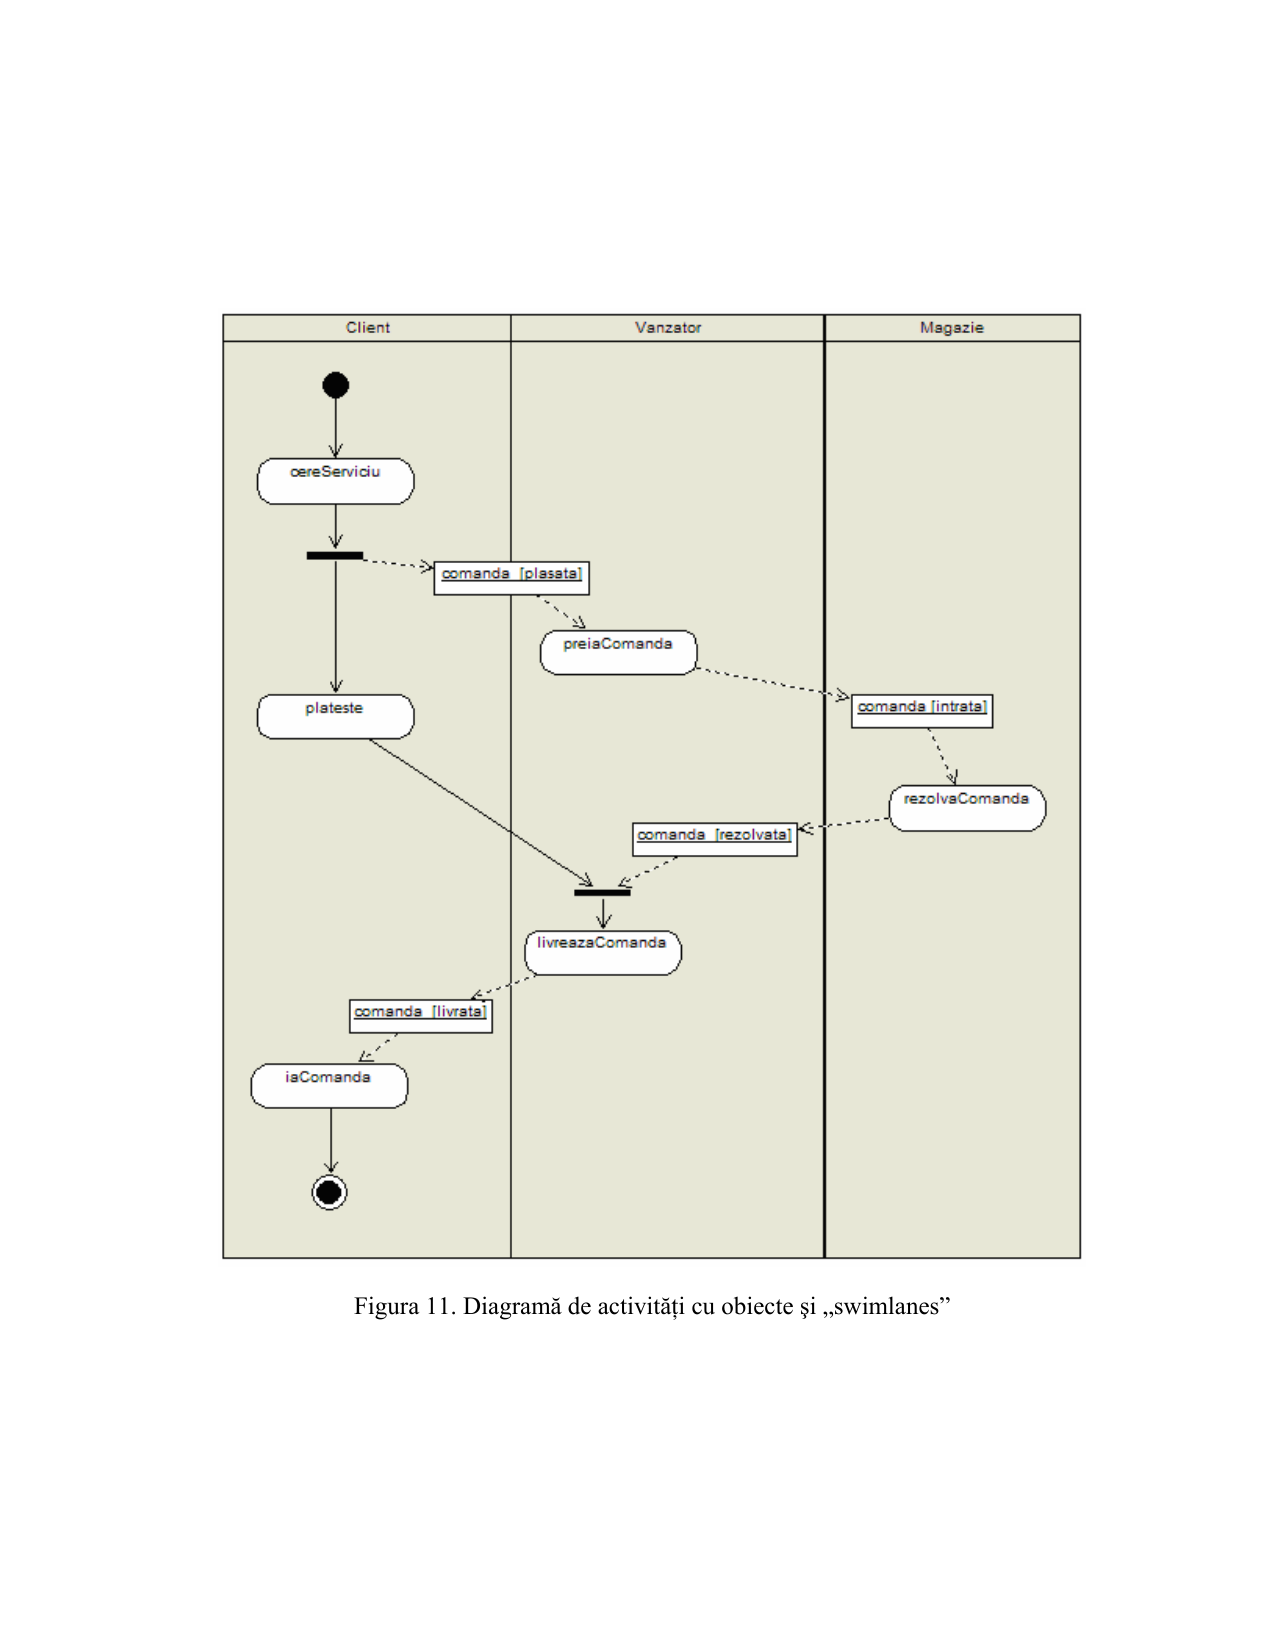 Client Vanzator Magazie
cereServiciu
comanda [plasata]
preiaComanda
comanda [intrata]
plateste
rezolvaComanda
comanda [rezolvata]
livreazaComanda
comanda [livrata]
iaComanda
Figura 11. Diagramă de activități cu obiecte şi „swimlanes”